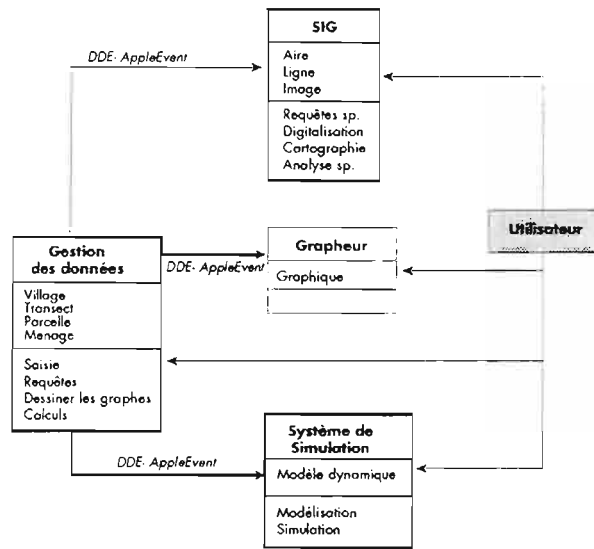 SIG
DDE- AppleEvent
Aire
Ligne
Image
Requêtes sp.
Digitalisation
Cartographie
Analyse sp.
Utilisateur
Gestion
des données
DDE- AppleEvent
Grapheur
Graphique
Village
Transect
Parcelle
Menage
Saisie
Requêtes
Dessiner les graphes
Calculs
DDE- AppleEvent
Système de
Simulation
Modèle dynamique
Modélisation
Simulation